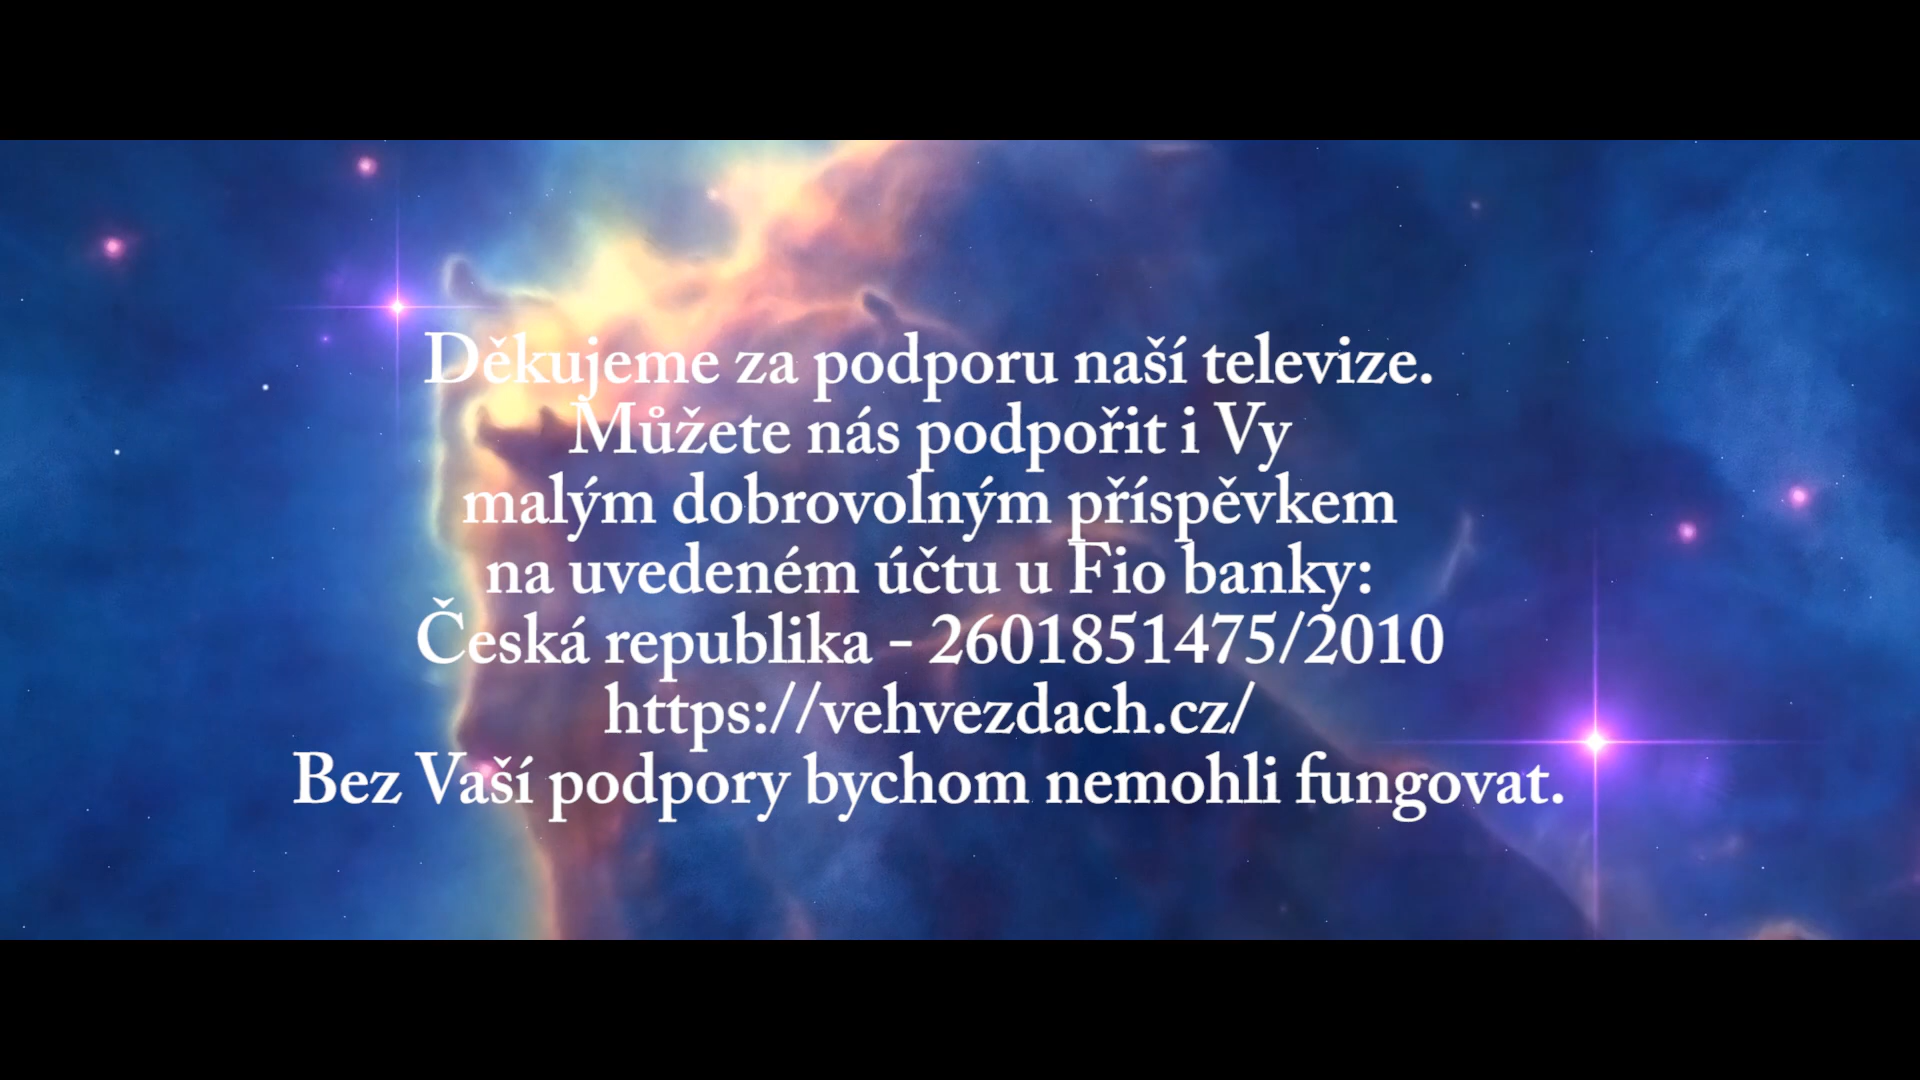 Děkujeme za podporu naší televize.
Můžete nás podpořit i Vy
malým dobrovolným příspěvkem
na uvedeném účtu u Fio banky:
Česká republika - 2601851475/2010
https://vehvezdach.cz/
Bez Vaší podpory bychom nemohli fungovat.